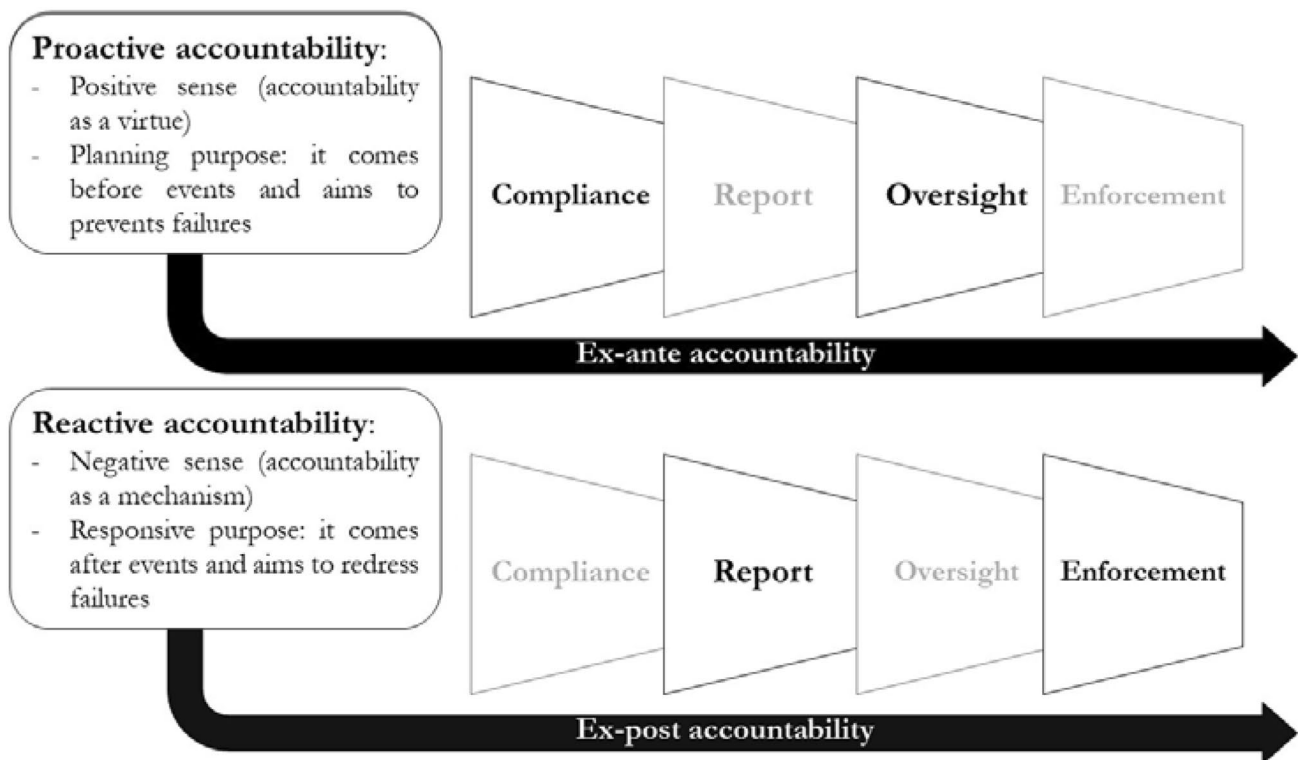 Proactive accountability:
- Positive sense (accountability
as a virtue)
- Planning purpose: it comes
before events and aims to
prevents failures
Compliance
Report
Oversight
Enforcement
Ex-ante accountability
Reactive accountability:
- Negative sense (accountability
as a mechanism)
- Responsive purpose: it comes
after events and aims to redress
failures
Compliance
Report
Oversight
Enforcement
Ex-post accountability